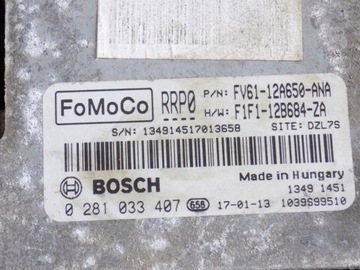 FoMoCo RRP0 P/N: FV61-12A650-ANA
H/W: F1F1-12B684-ZA
S/N: 134914517013658 SITE: DZL7S
BOSCH Made in Hungary
1349 1451
0 281 033 407 658 17-01-13 1039S99510